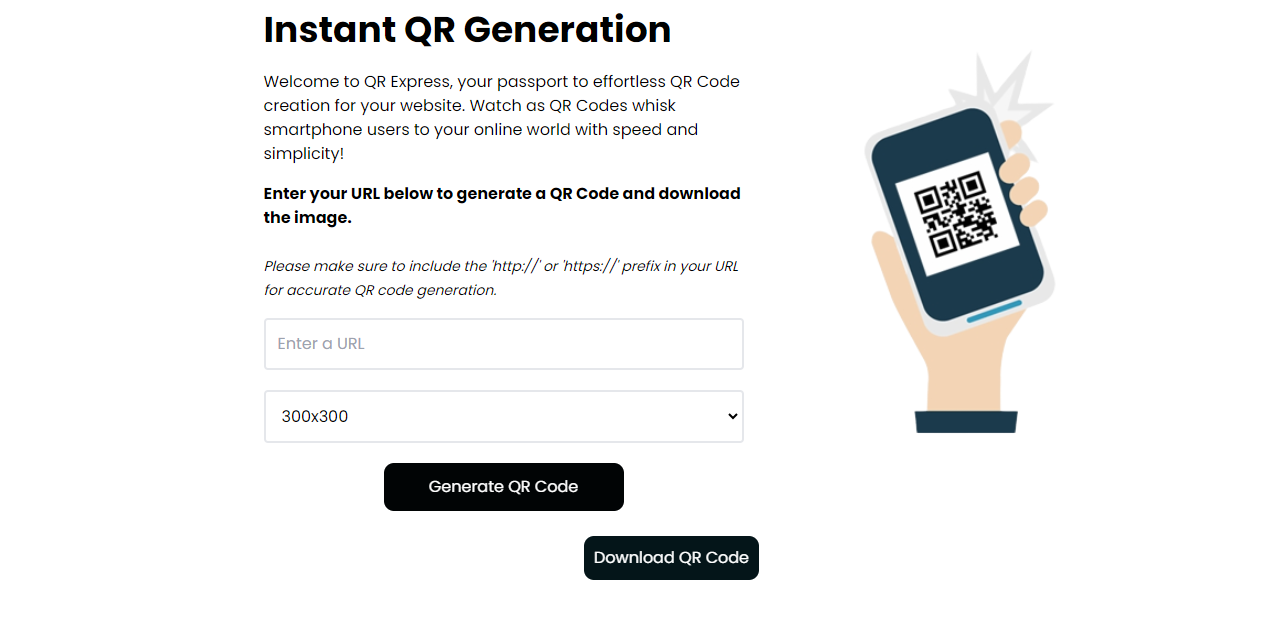 Instant QR Generation
Welcome to QR Express, your passport to effortless QR Code
creation for your website. Watch as QR Codes whisk
smartphone users to your online world with speed and
simplicity!
Enter your URL below to generate a QR Code and download
the image.
Please make sure to include the 'http://' or 'https://' prefix in your URL
for accurate QR code generation.
Enter a URL
300x300
Generate QR Code
Download QR Code